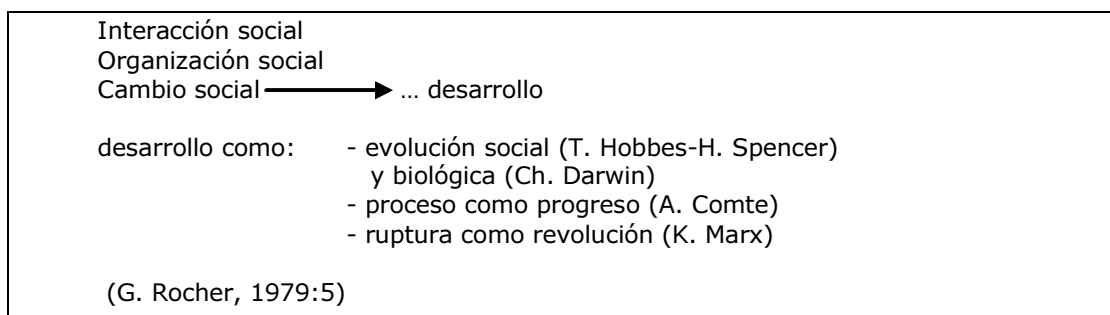 Interacción social
Organización social
Cambio social ... desarrollo
desarrollo como: - evolución social (T. Hobbes-H. Spencer)
y biológica (Ch. Darwin)
- proceso como progreso (A. Comte)
- ruptura como revolución (K. Marx)
(G. Rocher, 1979:5)